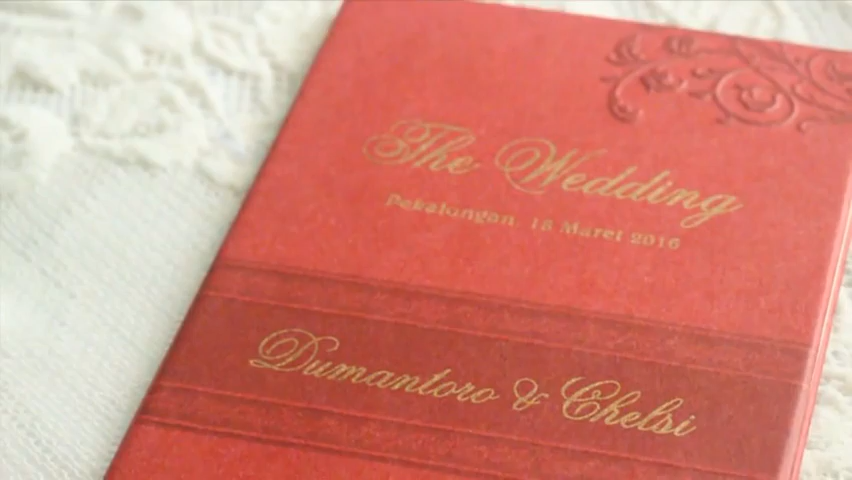 The Wedding
Pekalongan, 18 Maret 2016
Dumantoro & Chelsi